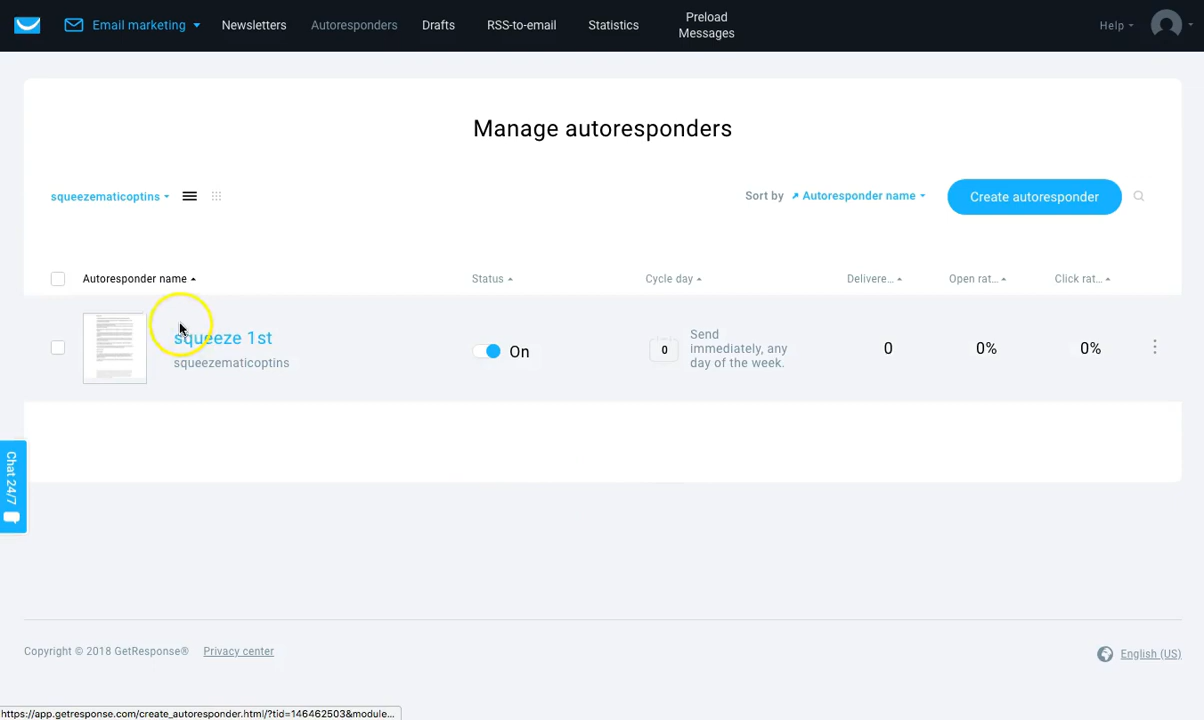 Email marketing
Newsletters
Autoresponders
Drafts
RSS-to-email
Statistics
Preload
Messages
Help
Manage autoresponders
squeezematicoptins
Sort by
Autoresponder name
Create autoresponder
Autoresponder name
Status
Cycle day
Delivere...
Open rat...
Click rat...
squeeze 1st
squeezematicoptins
On
0
Send
immediately, any
day of the week.
0
0%
0%
Chat 24/7
Copyright © 2018 GetResponse®
Privacy center
English (US)
https://app.getresponse.com/create_autoresponder.html/?tid=146462503&module...